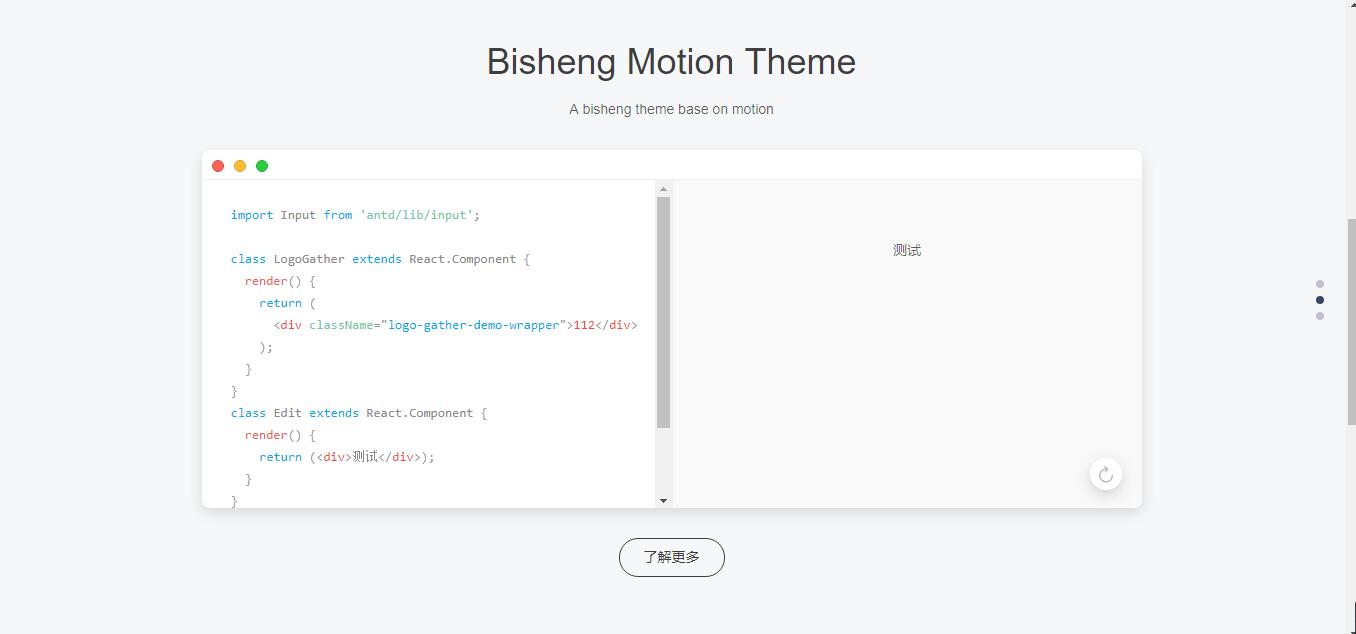 Bisheng Motion Theme
A bisheng theme base on motion
import Input from 'antd/lib/input';
class LogoGather extends React.Component {
render() {
return (
<div className="logo-gather-demo-wrapper">112</div>
);
}
}
class Edit extends React.Component {
render() {
return (<div>测试</div>);
}
}
测试
了解更多